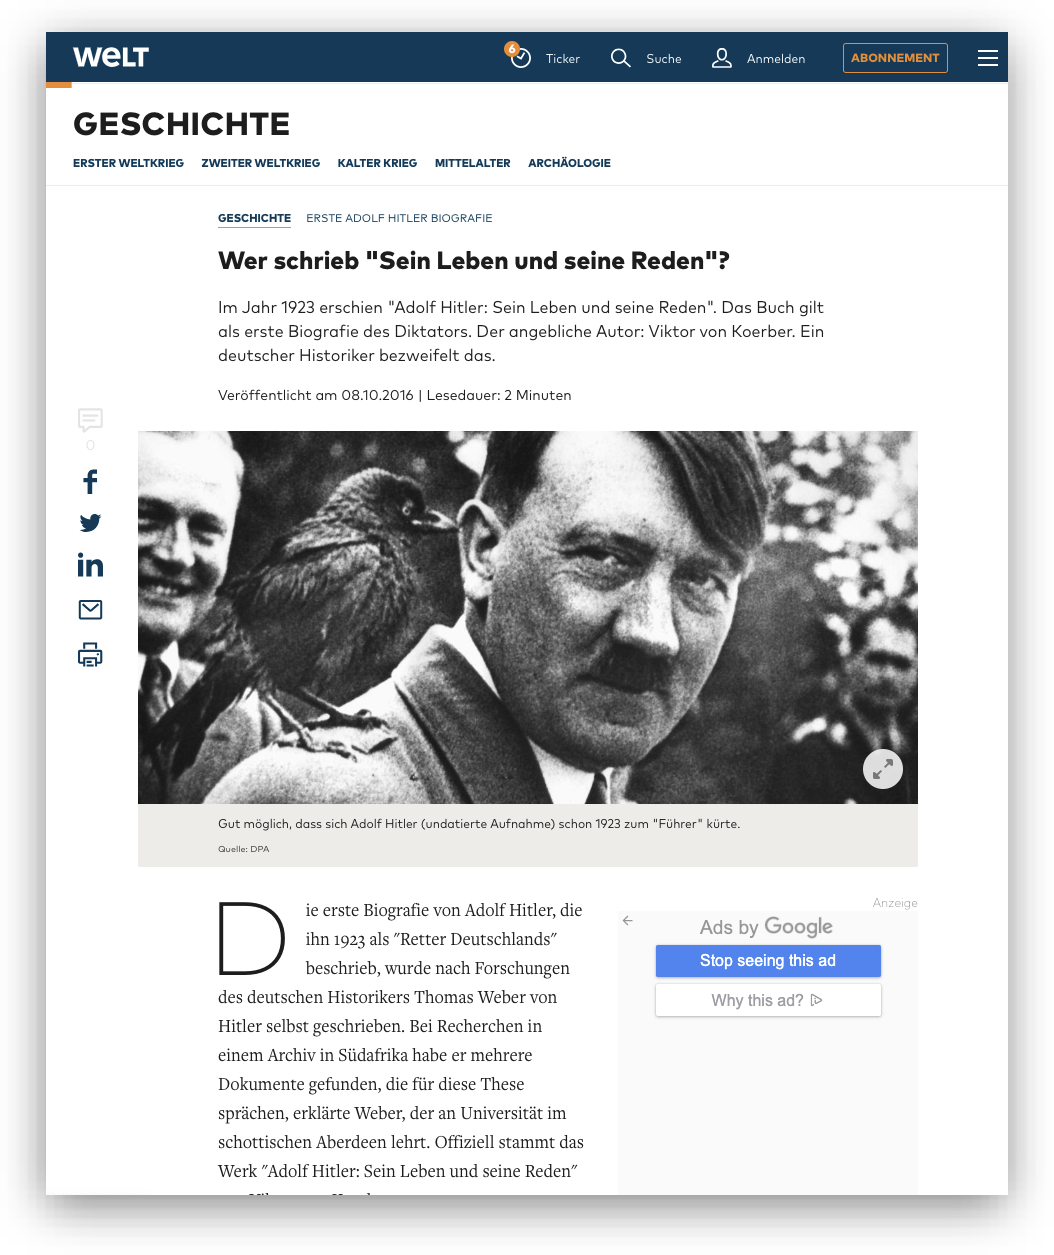 WELT
6
Ticker
Suche
Anmelden
ABONNEMENT
GESCHICHTE
ERSTER WELTKRIEG ZWEITER WELTKRIEG KALTER KRIEG MITTELALTER ARCHÄOLOGIE
GESCHICHTE ERSTE ADOLF HITLER BIOGRAFIE
Wer schrieb "Sein Leben und seine Reden"?
Im Jahr 1923 erschien "Adolf Hitler: Sein Leben und seine Reden". Das Buch gilt
als erste Biografie des Diktators. Der angebliche Autor: Viktor von Koerber. Ein
deutscher Historiker bezweifelt das.
Veröffentlicht am 08.10.2016 | Lesedauer: 2 Minuten
0
Gut möglich, dass sich Adolf Hitler (undatierte Aufnahme) schon 1923 zum "Führer" kürte.
Quelle: DPA
Die erste Biografie von Adolf Hitler, die
ihn 1923 als "Retter Deutschlands"
beschrieb, wurde nach Forschungen
des deutschen Historikers Thomas Weber von
Hitler selbst geschrieben. Bei Recherchen in
einem Archiv in Südafrika habe er mehrere
Dokumente gefunden, die für diese These
sprächen, erklärte Weber, der an Universität im
schottischen Aberdeen lehrt. Offiziell stammt das
Werk "Adolf Hitler: Sein Leben und seine Reden"
Anzeige
Ads by Google
Stop seeing this ad
Why this ad?